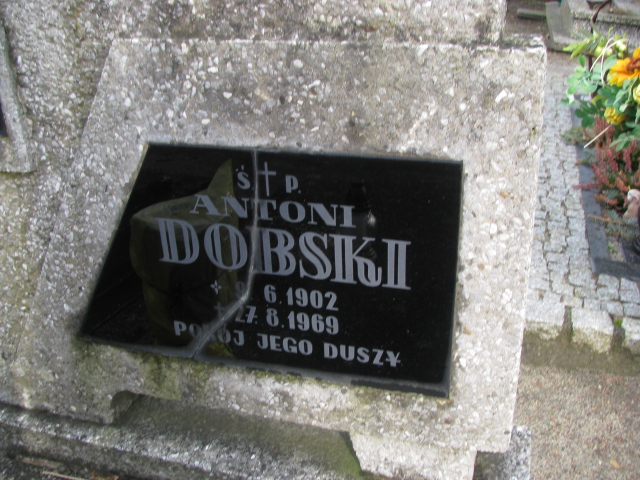 Ś † P.
ANTONI
DOBSKI
6.1902
27.8.1969
POKÓJ JEGO DUSZY